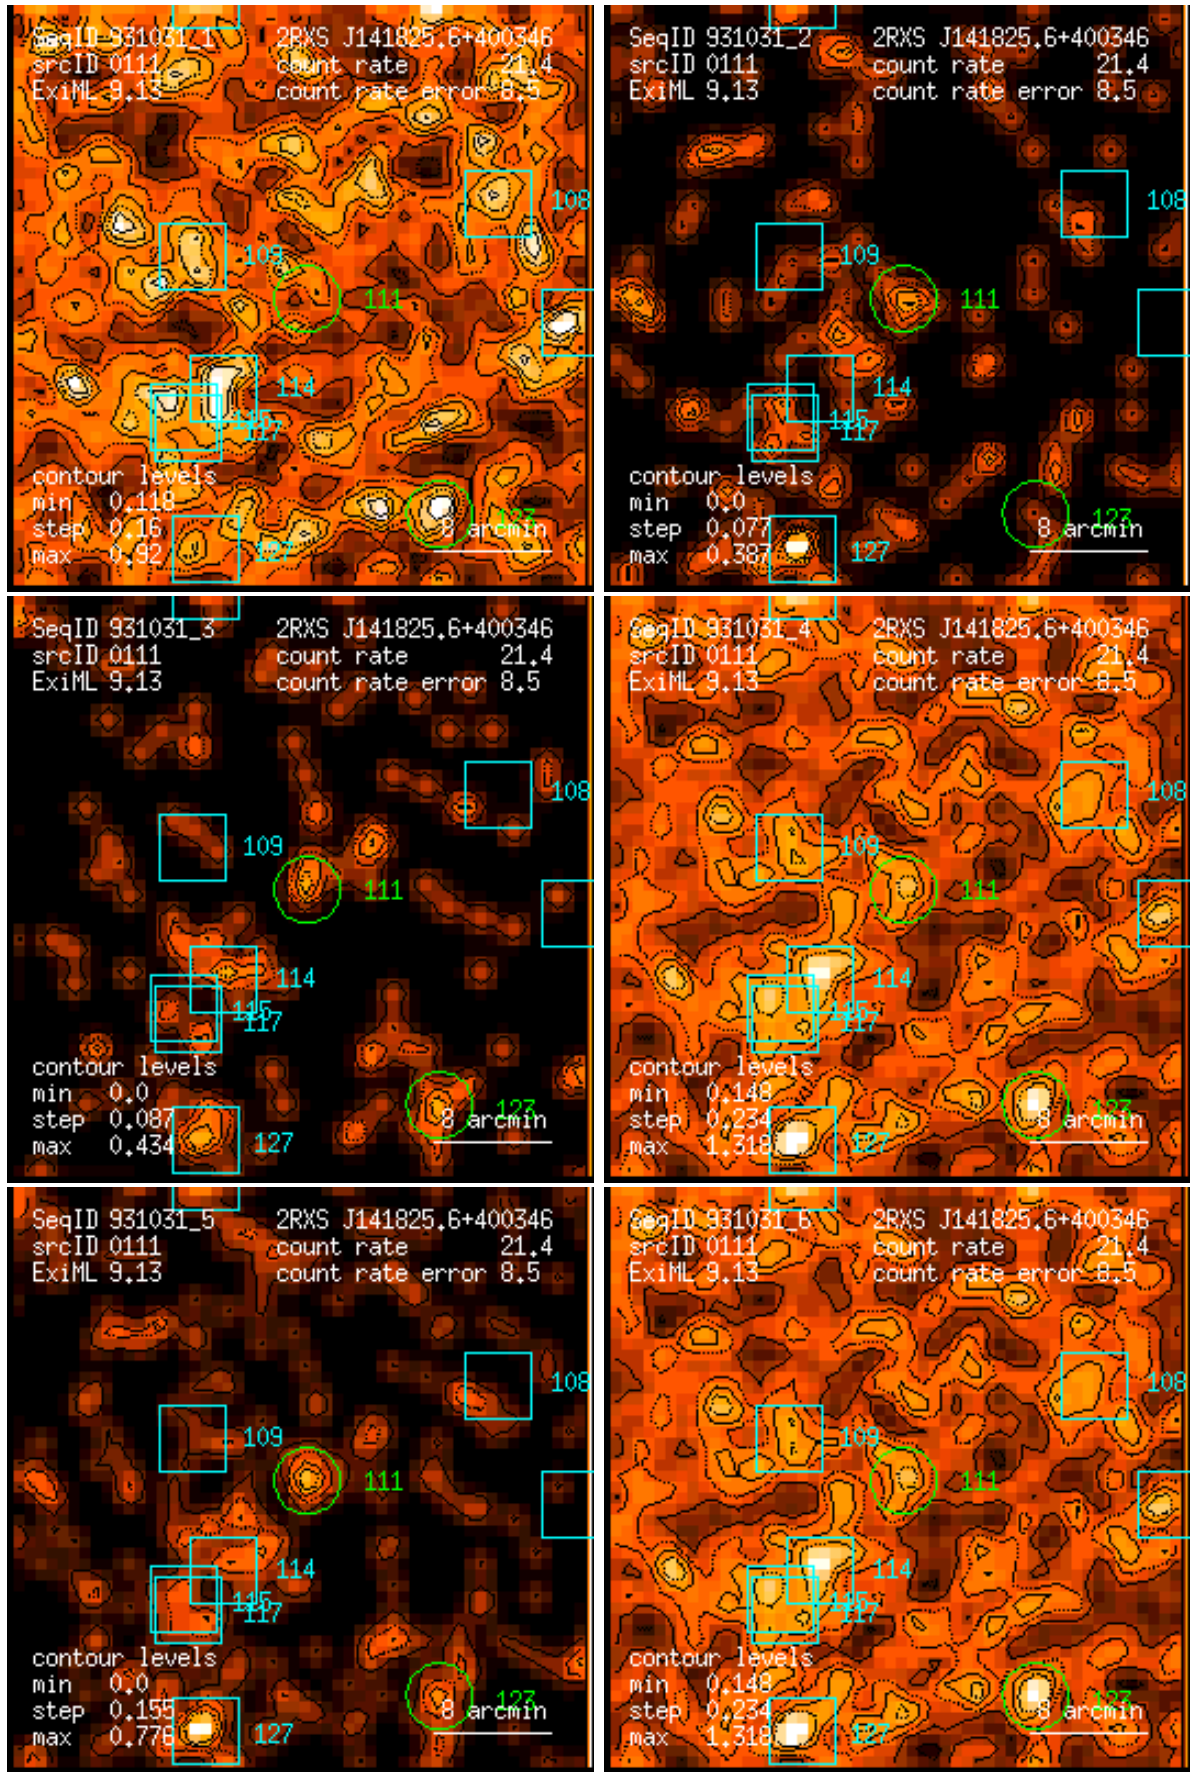 SeqID 931031_1 2RXS J141825.6+400346
srcID 0111 count rate 21.4
ExiML 9.13 count rate error 8.5
108
109
111
114
115
117
contour levels
min 0.118
step 0.16
max 0.92
123
8 arcmin
127
SeqID 931031_2 2RXS J141825.6+400346
srcID 0111 count rate 21.4
ExiML 9.13 count rate error 8.5
108
109
111
114
117
contour levels
min 0.0
step 0.077
max 0.387
123
8 arcmin
127
SeqID 931031_3 2RXS J141825.6+400346
srcID 0111 count rate 21.4
ExiML 9.13 count rate error 8.5
108
109
111
114
115
117
contour levels
min 0.0
step 0.087
max 0.434
123
8 arcmin
127
SeqID 931031_4 2RXS J141825.6+400346
srcID 0111 count rate 21.4
ExiML 9.13 count rate error 8.5
108
109
111
114
115
117
contour levels
min 0.148
step 0.234
max 1.318
123
8 arcmin
127
SeqID 931031_5 2RXS J141825.6+400346
srcID 0111 count rate 21.4
ExiML 9.13 count rate error 8.5
108
109
111
114
115
117
contour levels
min 0.0
step 0.155
max 0.778
123
8 arcmin
127
SeqID 931031_6 2RXS J141825.6+400346
srcID 0111 count rate 21.4
ExiML 9.13 count rate error 8.5
108
109
111
114
115
117
contour levels
min 0.148
step 0.234
max 1.318
123
8 arcmin
127